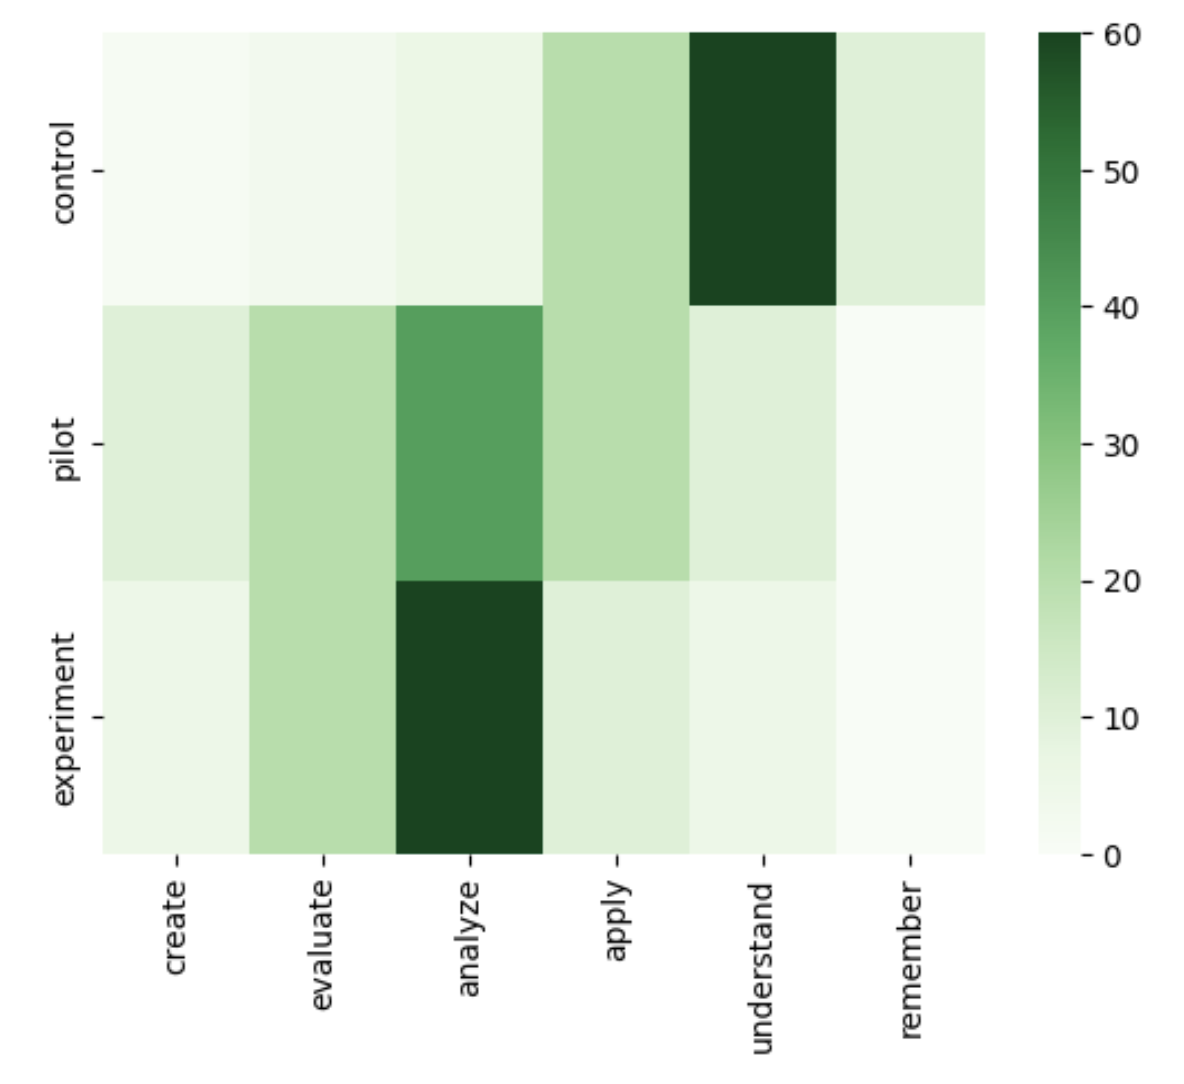 control
pilot
experiment
create
evaluate
analyze
apply
understand
remember
60
50
40
30
20
10
0